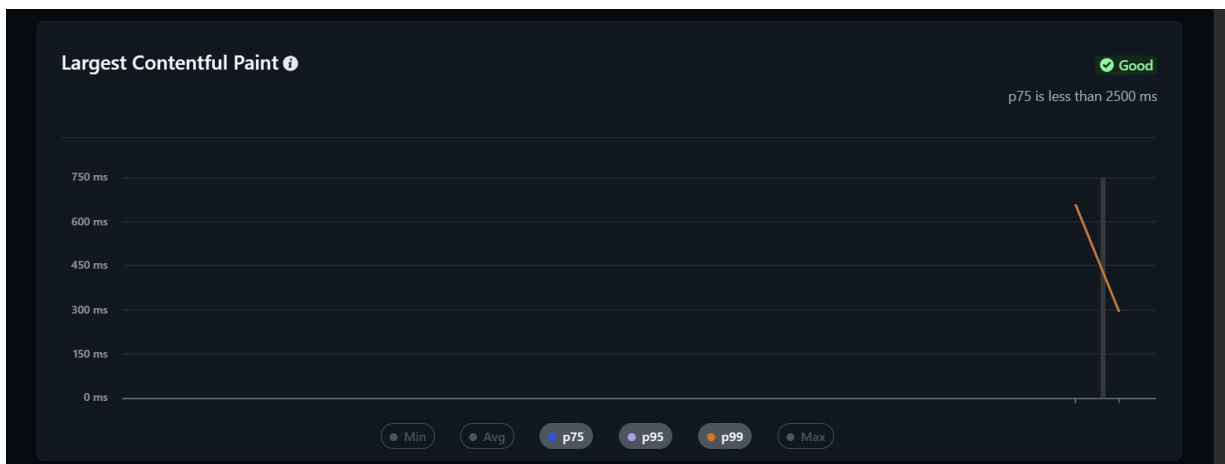 Largest Contentful Paint
Good
p75 is less than 2500 ms
750 ms
600 ms
450 ms
300 ms
150 ms
0 ms
Min Avg p75 p95 p99 Max